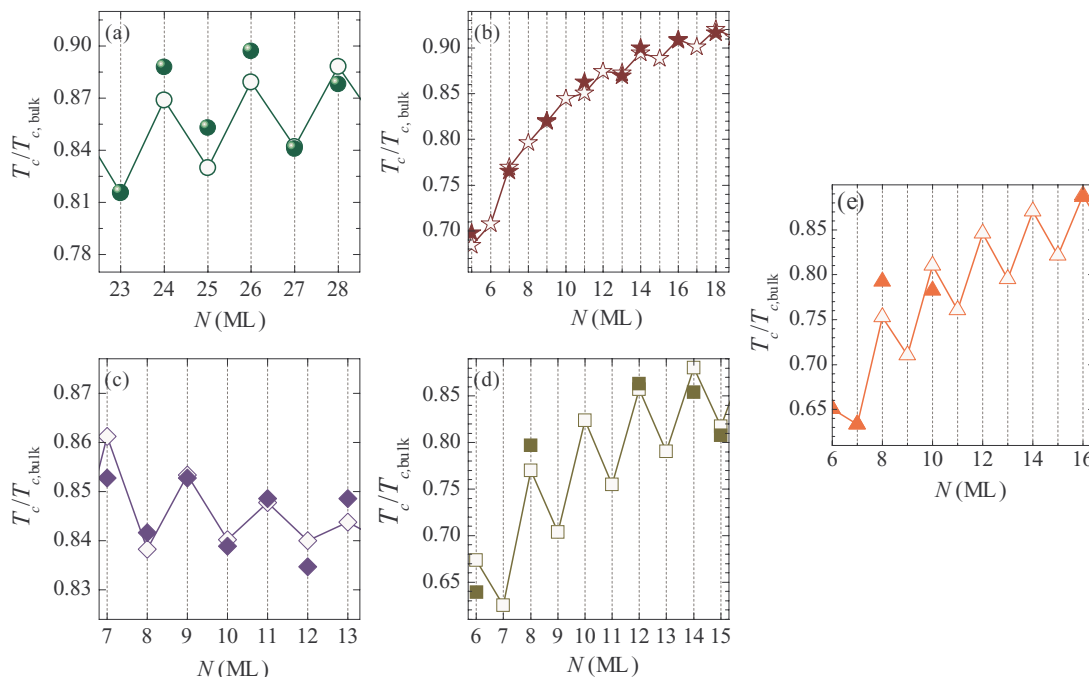 (a)
0.90
0.87
0.84
0.81
0.78
T_c/T_c, bulk
23 24 25 26 27 28
N (ML)
(b)
0.90
0.85
0.80
0.75
0.70
T_c/T_c, bulk
6 8 10 12 14 16 18
N (ML)
(c)
0.87
0.86
0.85
0.84
0.83
T_c/T_c,bulk
7 8 9 10 11 12 13
N (ML)
(d)
0.85
0.80
0.75
0.70
0.65
T_c/T_c,bulk
6 7 8 9 10 11 12 13 14 15
N (ML)
(e)
0.85
0.80
0.75
0.70
0.65
T_c/T_c,bulk
6 8 10 12 14 16
N (ML)